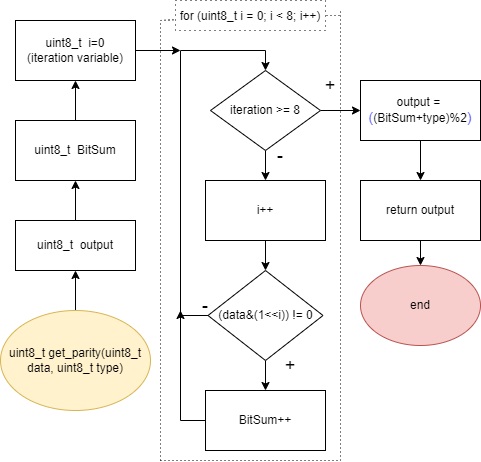 for (uint8_t i = 0; i < 8; i++)
uint8_t i=0
(iteration variable)
uint8_t BitSum
uint8_t output
uint8_t get_parity(uint8_t
data, uint8_t type)
iteration >= 8
+
-
i++
(data&(1<<i)) != 0
-
+
BitSum++
output =
((BitSum+type)%2)
return output
end